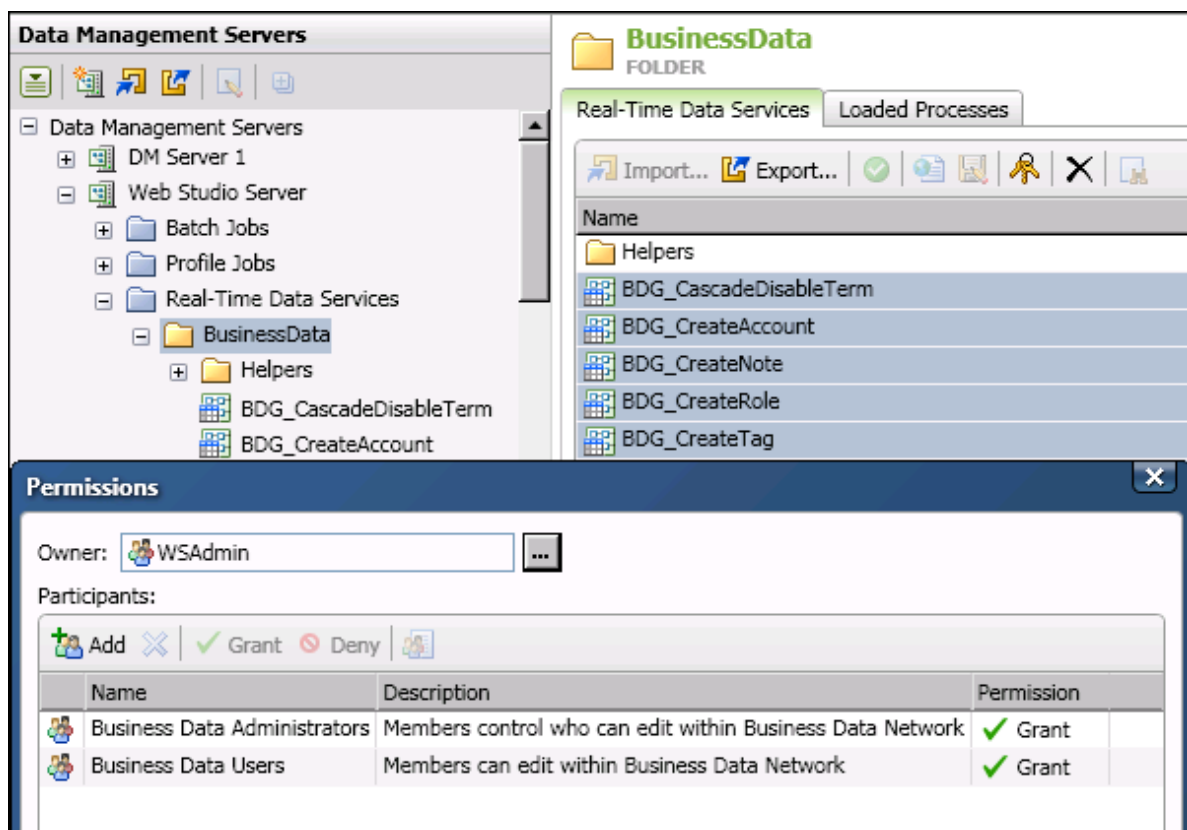 Data Management Servers
Data Management Servers
DM Server 1
Web Studio Server
Batch Jobs
Profile Jobs
Real-Time Data Services
BusinessData
Helpers
BDG_CascadeDisableTerm
BDG_CreateAccount
BusinessData
FOLDER
Real-Time Data Services Loaded Processes
Import... Export...
Name
Helpers
BDG_CascadeDisableTerm
BDG_CreateAccount
BDG_CreateNote
BDG_CreateRole
BDG_CreateTag
Permissions
Owner: WSAdmin ...
Participants:
Add Grant Deny
Name Description Permission
Business Data Administrators Members control who can edit within Business Data Network Grant
Business Data Users Members can edit within Business Data Network Grant